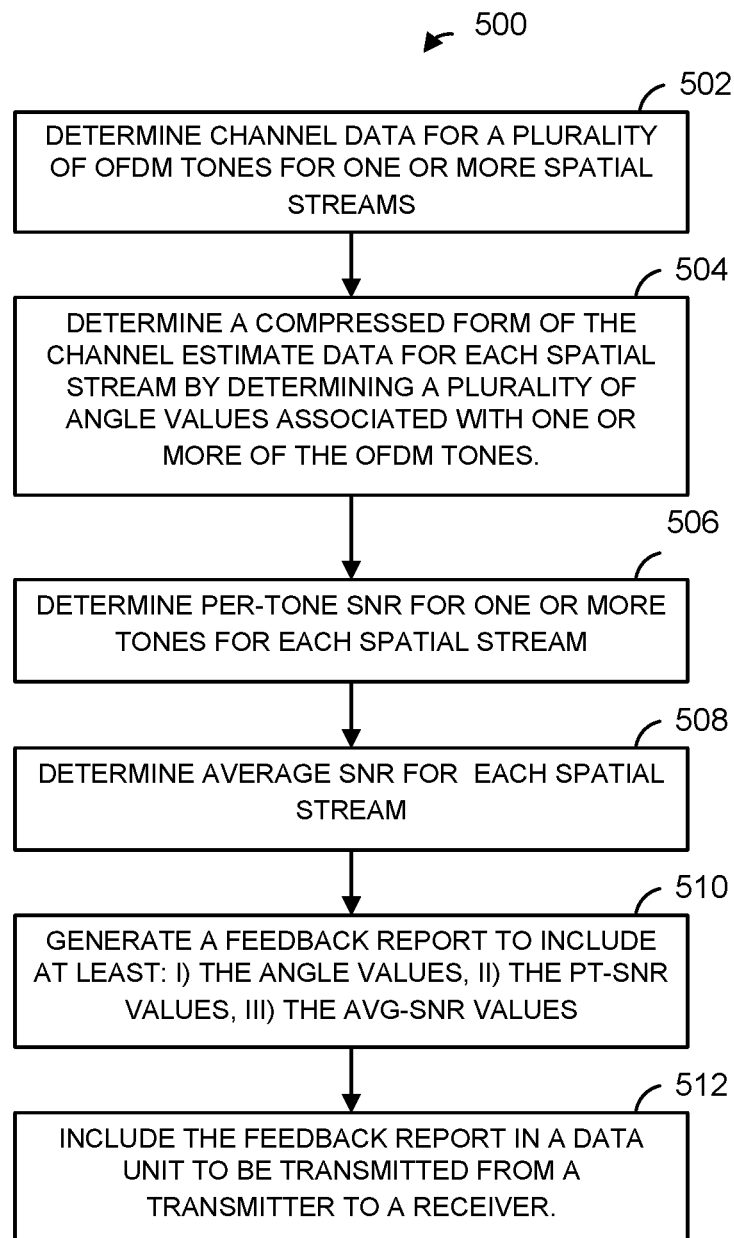 500
502
DETERMINE CHANNEL DATA FOR A PLURALITY
OF OFDM TONES FOR ONE OR MORE SPATIAL
STREAMS
504
DETERMINE A COMPRESSED FORM OF THE
CHANNEL ESTIMATE DATA FOR EACH SPATIAL
STREAM BY DETERMINING A PLURALITY OF
ANGLE VALUES ASSOCIATED WITH ONE OR
MORE OF THE OFDM TONES.
506
DETERMINE PER-TONE SNR FOR ONE OR MORE
TONES FOR EACH SPATIAL STREAM
508
DETERMINE AVERAGE SNR FOR EACH SPATIAL
STREAM
510
GENERATE A FEEDBACK REPORT TO INCLUDE
AT LEAST: I) THE ANGLE VALUES, II) THE PT-SNR
VALUES, III) THE AVG-SNR VALUES
512
INCLUDE THE FEEDBACK REPORT IN A DATA
UNIT TO BE TRANSMITTED FROM A
TRANSMITTER TO A RECEIVER.